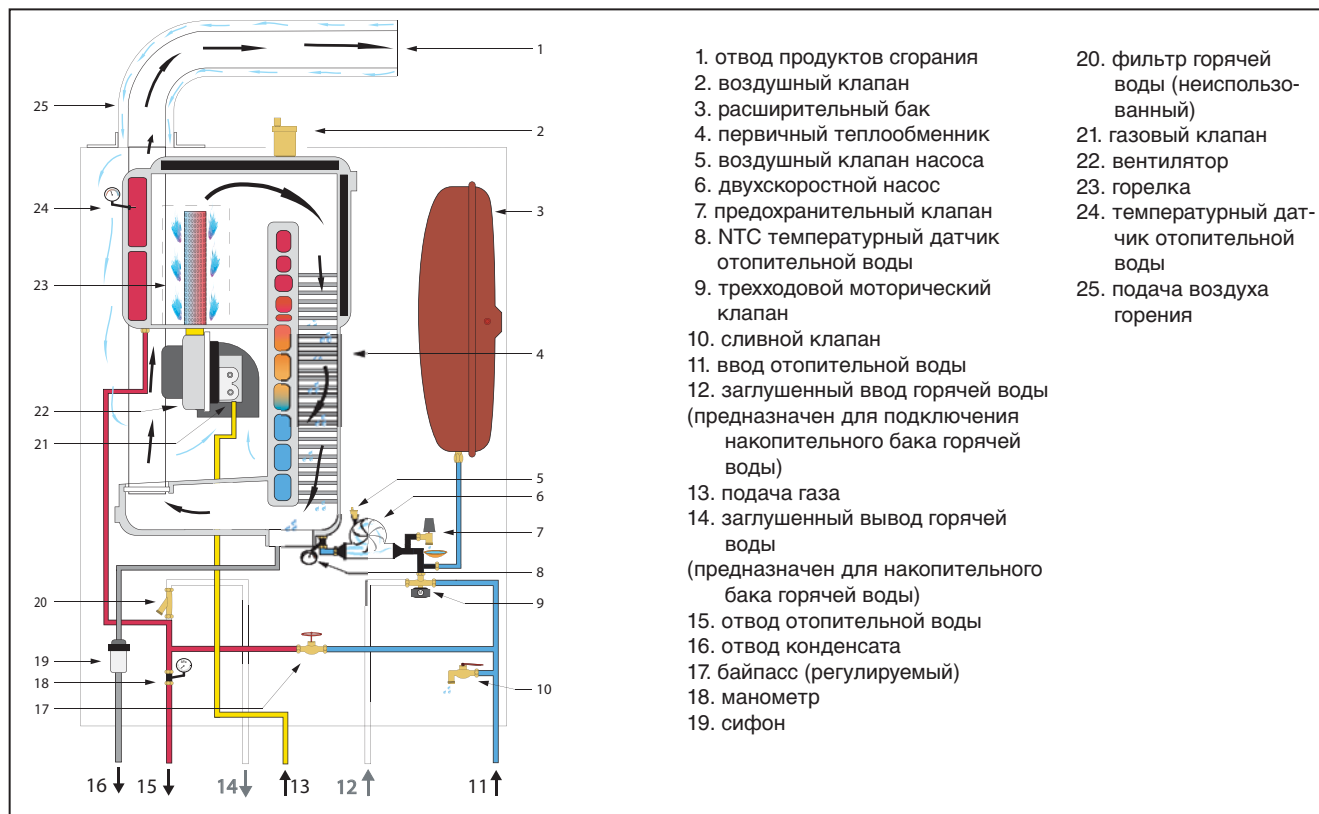 1
25
2
24
3
23
4
22
21
5
6
7
8
20
9
19
18
10
17
16
15
14
13
12
11
1. отвод продуктов сгорания
2. воздушный клапан
3. расширительный бак
4. первичный теплообменник
5. воздушный клапан насоса
6. двухскоростной насос
7. предохранительный клапан
8. NTC температурный датчик
отопительной воды
9. трехходовой моторический
клапан
10. сливной клапан
11. ввод отопительной воды
12. заглушенный ввод горячей воды
(предназначен для подключения
накопительного бака горячей
воды)
13. подача газа
14. заглушенный вывод горячей
воды
(предназначен для накопительного
бака горячей воды)
15. отвод отопительной воды
16. отвод конденсата
17. байпасс (регулируемый)
18. манометр
19. сифон
20. фильтр горячей
воды (неиспользо-
ванный)
21. газовый клапан
22. вентилятор
23. горелка
24. температурный дат-
чик отопительной
воды
25. подача воздуха
горения